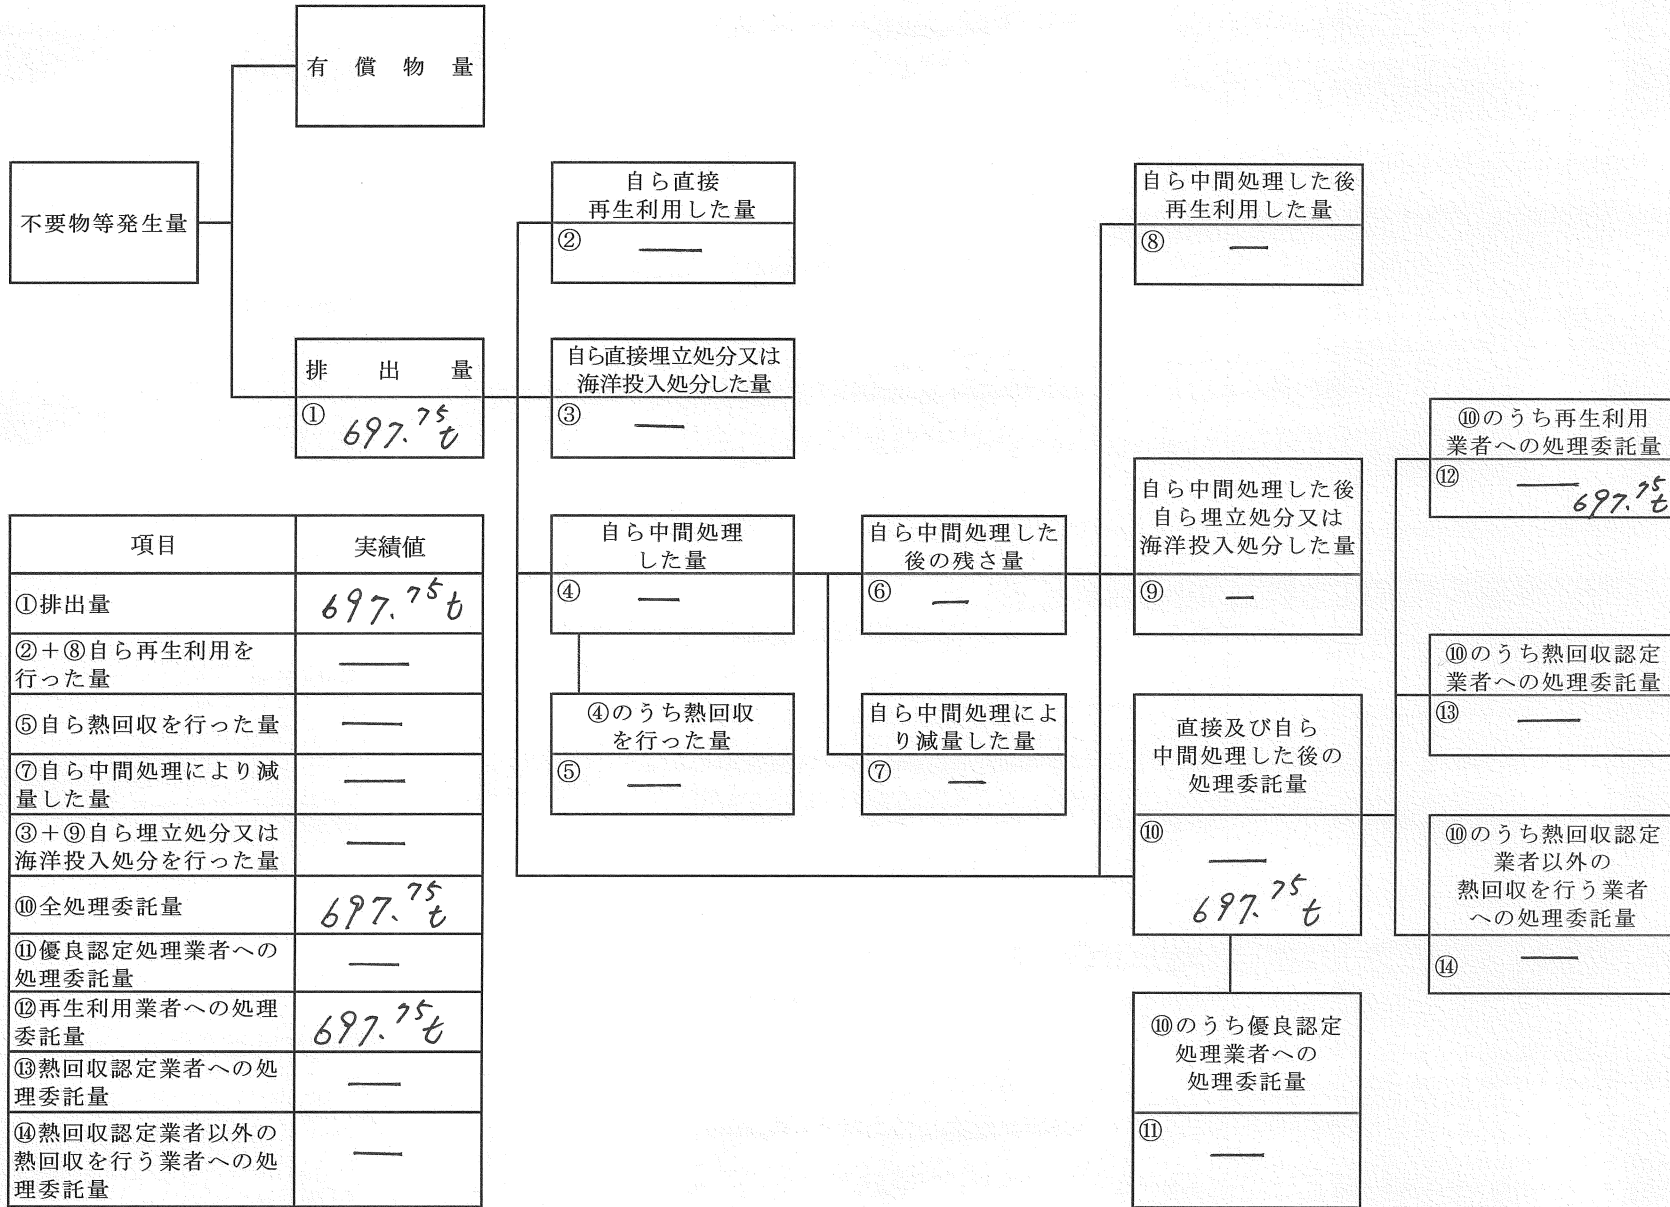 有償物量
不要物等発生量
排出量
① 697.75t
自ら直接
再生利用した量
② —
自ら直接埋立処分又は
海洋投入処分した量
③ —
自ら中間処理
した量
④ —
④のうち熱回収
を行った量
⑤ —
自ら中間処理した
後の残さ量
⑥ —
自ら中間処理によ
り減量した量
⑦ —
自ら中間処理した後
再生利用した量
⑧ —
自ら中間処理した後
自ら埋立処分又は
海洋投入処分した量
⑨ —
直接及び自ら
中間処理した後の
処理委託量
⑩ —
697.75t
⑩のうち優良認定
処理業者への
処理委託量
⑪ —
⑩のうち再生利用
業者への処理委託量
⑫ —
697.75t
⑩のうち熱回収認定
業者への処理委託量
⑬ —
⑩のうち熱回収認定
業者以外の
熱回収を行う業者
への処理委託量
⑭ —
項目 実績値
①排出量 697.75t
②+⑧自ら再生利用を
行った量 —
⑤自ら熱回収を行った量 —
⑦自ら中間処理により減
量した量 —
③+⑨自ら埋立処分又は
海洋投入処分を行った量 —
⑩全処理委託量 697.75t
⑪優良認定処理業者への
処理委託量 —
⑫再生利用業者への処理
委託量 697.75t
⑬熱回収認定業者への処
理委託量 —
⑭熱回収認定業者以外の
熱回収を行う業者への処
理委託量 —